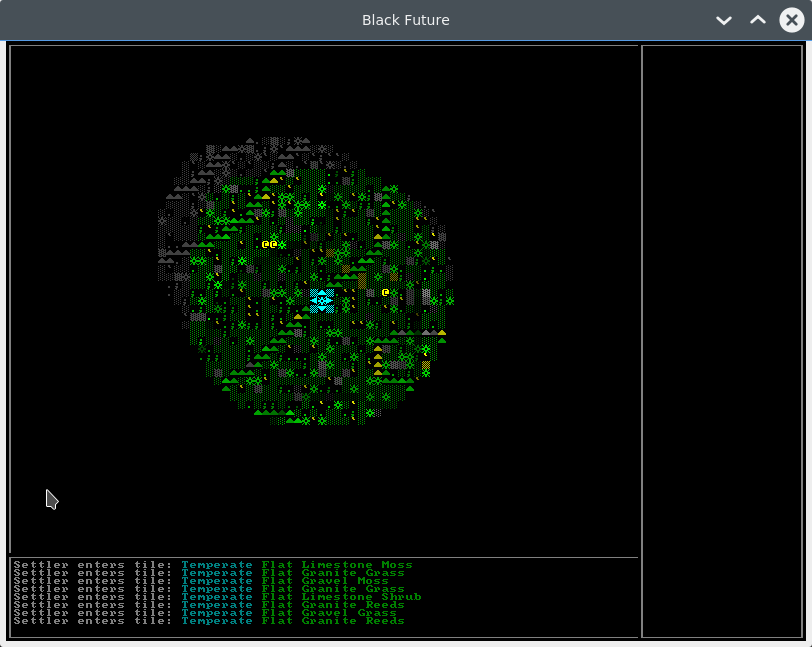 Black Future
Settler enters tile: Temperate Flat Limestone Moss
Settler enters tile: Temperate Flat Granite Grass
Settler enters tile: Temperate Flat Gravel Moss
Settler enters tile: Temperate Flat Granite Grass
Settler enters tile: Temperate Flat Limestone Shrub
Settler enters tile: Temperate Flat Granite Reeds
Settler enters tile: Temperate Flat Gravel Grass
Settler enters tile: Temperate Flat Granite Reeds